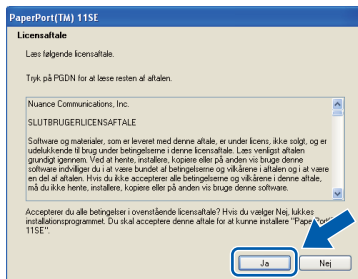 PaperPort(TM) 11SE
Licensaftale
Læs følgende licensaftale.
Tryk på PGDN for at læse resten af aftalen.
Nuance Communications, Inc.
SLUTBRUGERLICENSAFTALE
Software og materialer, som er leveret med denne aftale, er under licens, ikke solgt, og er
udelukkende til brug under betingelserne i denne licensaftale. Læs venligst aftalen
grundigt igennem. Ved at hente, installere, kopiere eller på anden vis bruge denne
software indvilliger du i at være bundet af betingelserne og vilkårene i aftalen og i at være
en del af aftalen. Hvis du ikke accepterer alle betingelser og vilkårene i denne aftale,
må du ikke hente, installere, kopiere eller på anden vis bruge denne software.
Accepterer du alle betingelser i ovenstående licensaftale? Hvis du vælger Nej, lukkes
installationsprogrammet. Du skal acceptere denne aftale for at kunne installere "PaperPort
11SE".
Ja
Nej